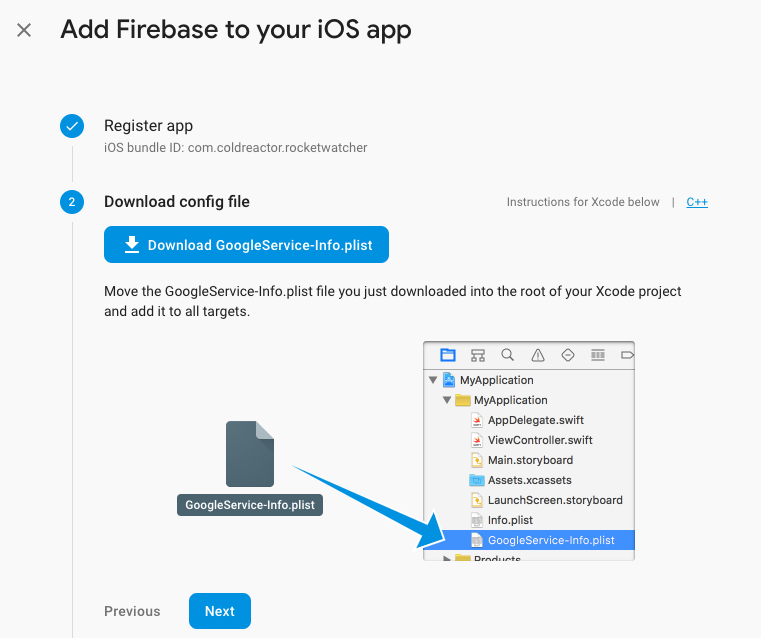 Add Firebase to your iOS app
Register app
iOS bundle ID: com.coldreactor.rocketwatcher
2
Download config file
Instructions for Xcode below | C++
Download GoogleService-Info.plist
Move the GoogleService-Info.plist file you just downloaded into the root of your Xcode project
and add it to all targets.
GoogleService-Info.plist
MyApplication
MyApplication
AppDelegate.swift
ViewController.swift
Main.storyboard
Assets.xcassets
LaunchScreen.storyboard
Info.plist
GoogleService-Info.plist
Products
Previous
Next